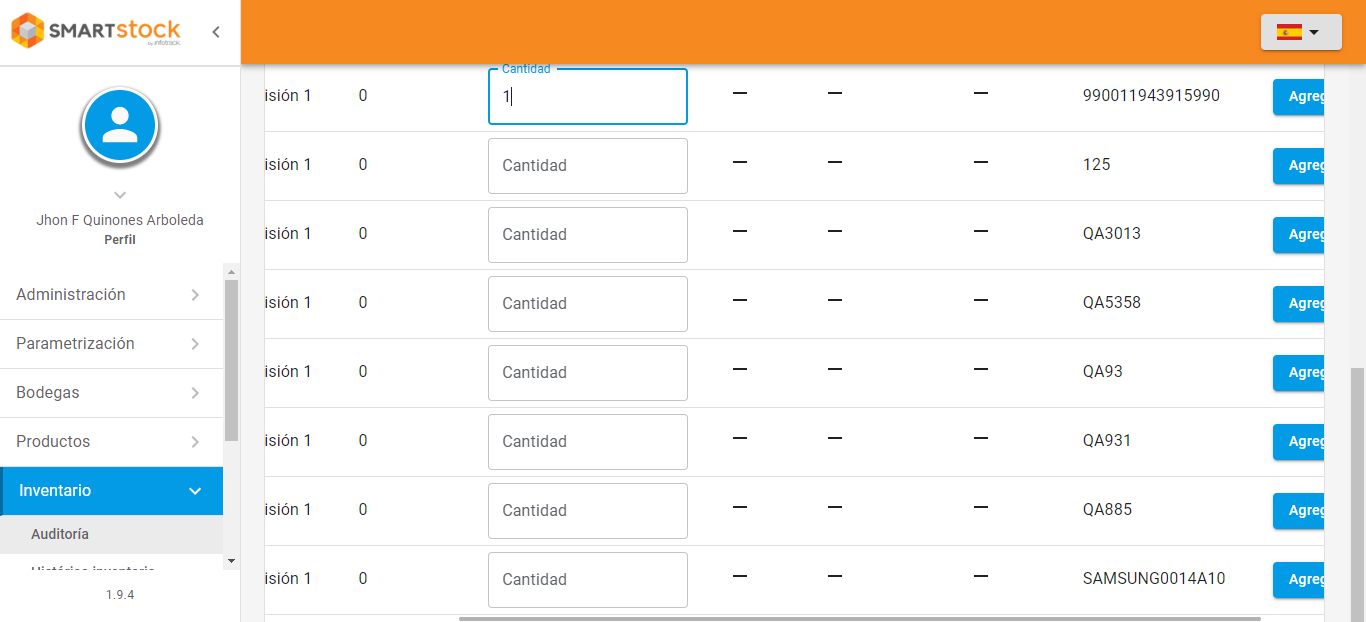 SMARTSTOCK
by infotrack
Jhon F Quinones Arboleda
Perfil
Administración
Parametrización
Bodegas
Productos
Inventario
Auditoría
Histórico inventario
1.9.4
Cantidad
isión 1 0 1 — — — 990011943915990 Agreg
isión 1 0 Cantidad — — — 125 Agreg
isión 1 0 Cantidad — — — QA3013 Agreg
isión 1 0 Cantidad — — — QA5358 Agreg
isión 1 0 Cantidad — — — QA93 Agreg
isión 1 0 Cantidad — — — QA931 Agreg
isión 1 0 Cantidad — — — QA885 Agreg
isión 1 0 Cantidad — — — SAMSUNG0014A10 Agreg